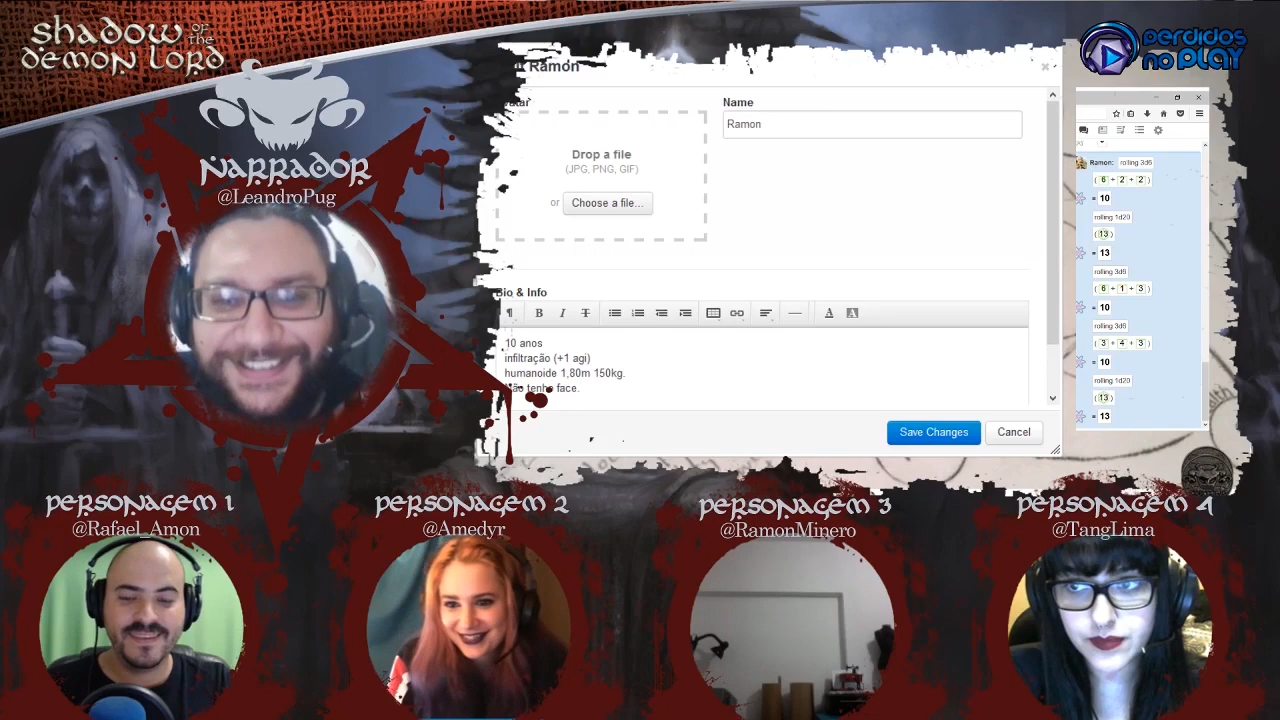 SHADOW OF THE DEMON LORD
perdidos no PLAY
NARRADOR
@LeandroPug
Ramon
Name
Ramon
Drop a file
(JPG, PNG, GIF)
or Choose a file...
Bio & Info
B I T
A A
10 anos
infiltração (+1 agi)
humanoide 1,80m 150kg.
Não tenho face.
Save Changes
Cancel
Ramon: rolling 3d6
(6+2+2)
= 10
rolling 1d20
(13)
= 13
rolling 3d6
(6+1+3)
= 10
rolling 3d6
(3+4+3)
= 10
rolling 1d20
(13)
= 13
PERSONAGEM 1
@Rafael_Amon
PERSONAGEM 2
@Amedyr
PERSONAGEM 3
@RamonMinero
PERSONAGEM 4
@TangLima